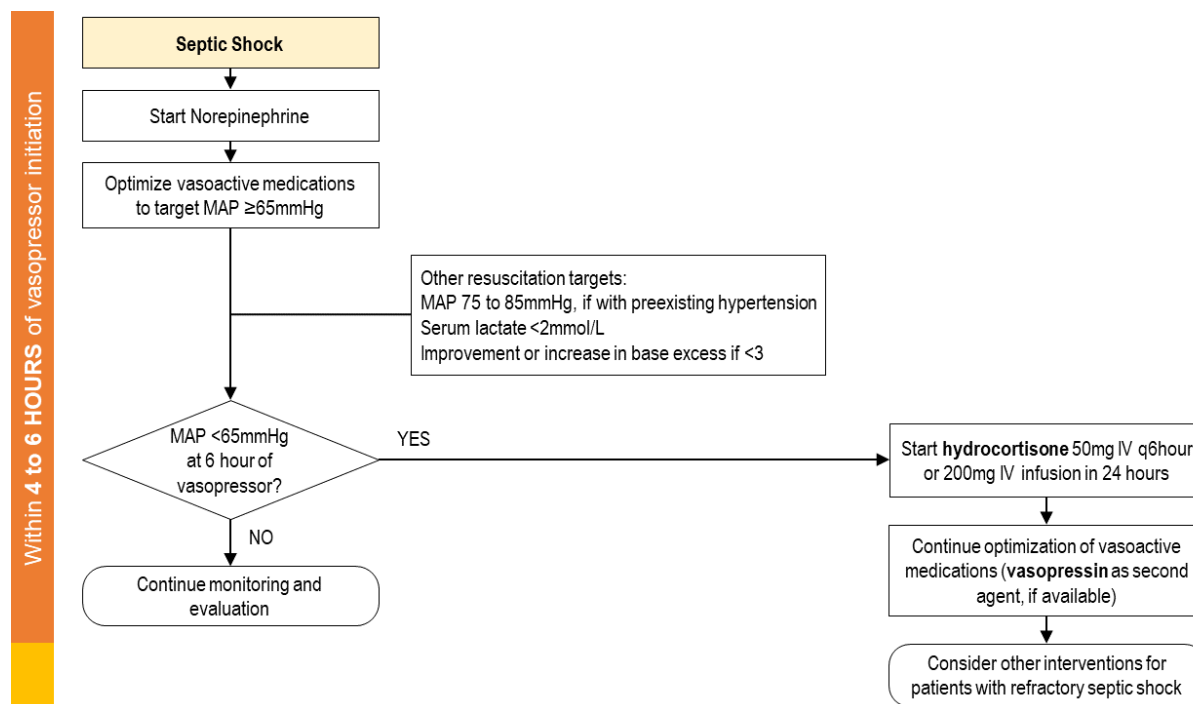 Within 4 to 6 HOURS of vasopressor initiation
Septic Shock
Start Norepinephrine
Optimize vasoactive medications
to target MAP ≥65mmHg
Other resuscitation targets:
MAP 75 to 85mmHg, if with preexisting hypertension
Serum lactate <2mmol/L
Improvement or increase in base excess if <3
MAP <65mmHg
at 6 hour of
vasopressor?
YES
NO
Continue monitoring and
evaluation
Start hydrocortisone 50mg IV q6hour
or 200mg IV infusion in 24 hours
Continue optimization of vasoactive
medications (vasopressin as second
agent, if available)
Consider other interventions for
patients with refractory septic shock